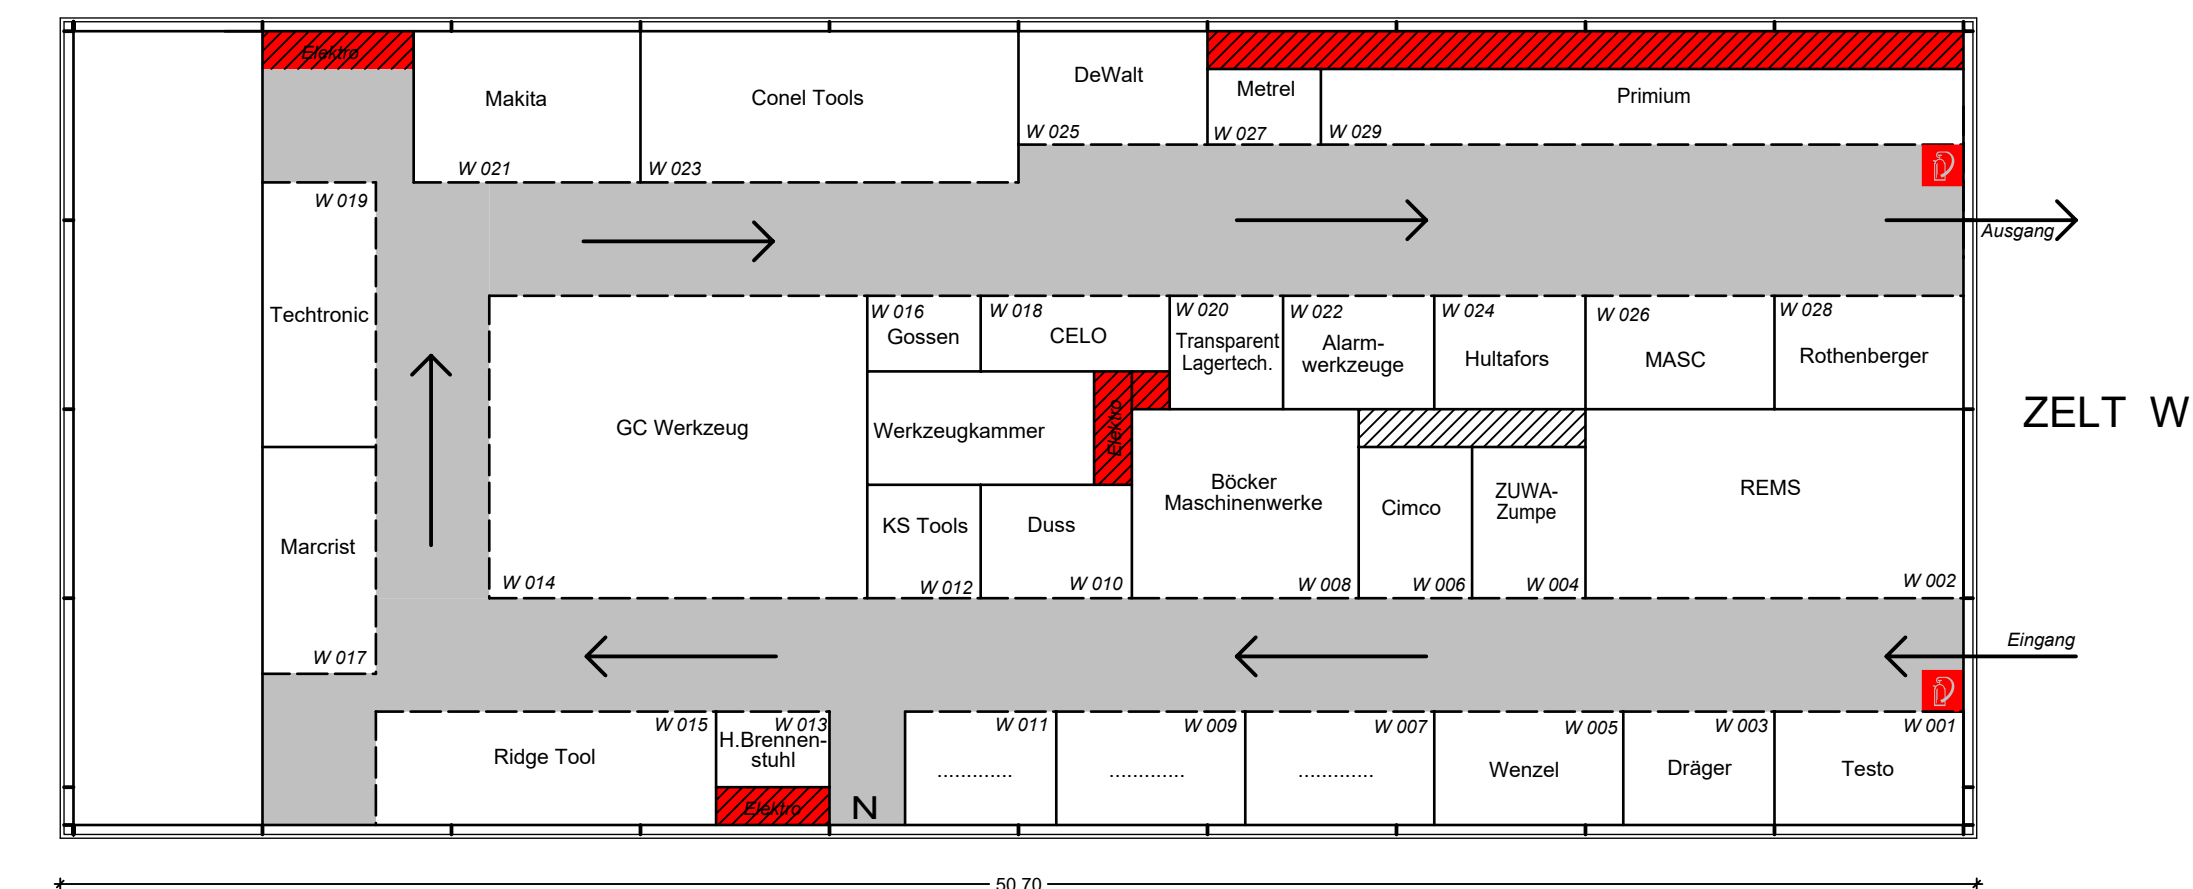 Elektro
Makita
W 021
Conel Tools
W 023
DeWalt
W 025
Metrel
W 027
Primium
W 029
Ausgang
W 019
Techtronic
Marcrist
W 017
GC Werkzeug
W 014
W 016
Gossen
W 018
CELO
W 020
Transparent
Lagertech.
W 022
Alarm-
werkzeuge
W 024
Hultafors
W 026
MASC
W 028
Rothenberger
Werkzeugkammer
Elektro
KS Tools
W 012
Duss
W 010
Böcker
Maschinenwerke
W 008
Cimco
W 006
ZUWA-
Zumpe
W 004
REMS
W 002
ZELT W
Eingang
W 015
Ridge Tool
W 013
H.Brennen-
stuhl
Elektro
N
W 011
.............
W 009
.............
W 007
.............
W 005
Wenzel
W 003
Dräger
W 001
Testo
50.70